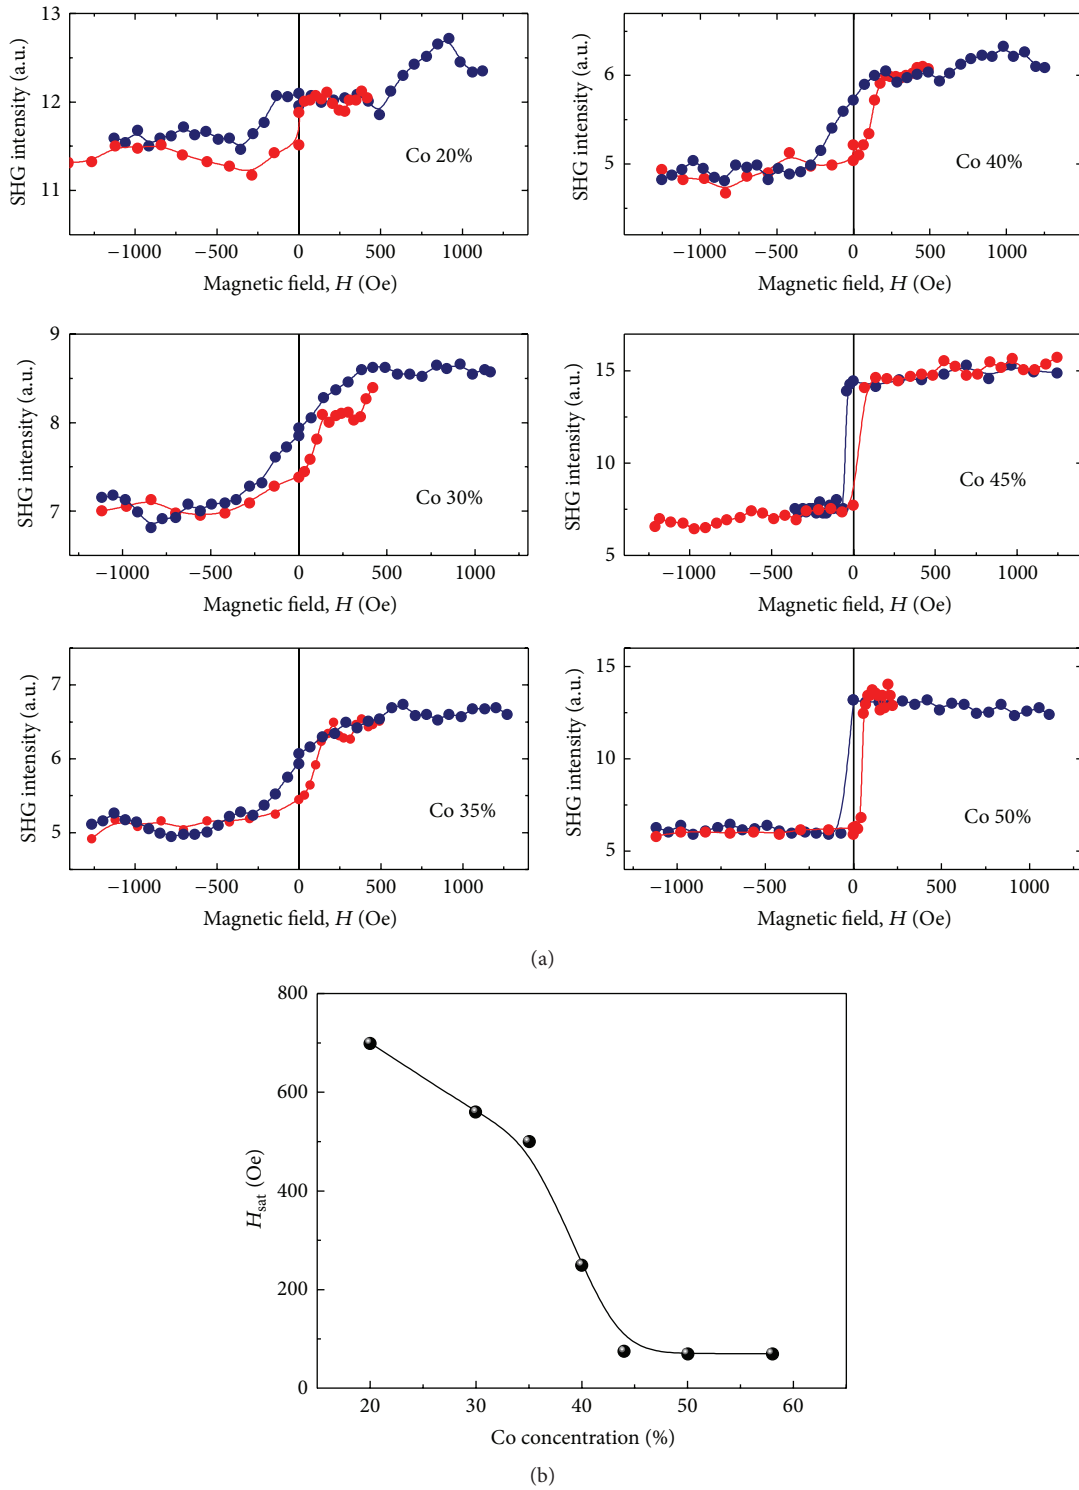 13
12
11
SHG intensity (a.u.)
Co 20%
−1000 −500 0 500 1000
Magnetic field, H (Oe)
6
5
SHG intensity (a.u.)
Co 40%
−1000 −500 0 500 1000
Magnetic field, H (Oe)
9
8
7
SHG intensity (a.u.)
Co 30%
−1000 −500 0 500 1000
Magnetic field, H (Oe)
15
10
5
SHG intensity (a.u.)
Co 45%
−1000 −500 0 500 1000
Magnetic field, H (Oe)
7
6
5
SHG intensity (a.u.)
Co 35%
−1000 −500 0 500 1000
Magnetic field, H (Oe)
15
10
5
SHG intensity (a.u.)
Co 50%
−1000 −500 0 500 1000
Magnetic field, H (Oe)
(a)
800
600
400
200
0
Hsat (Oe)
20 30 40 50 60
Co concentration (%)
(b)